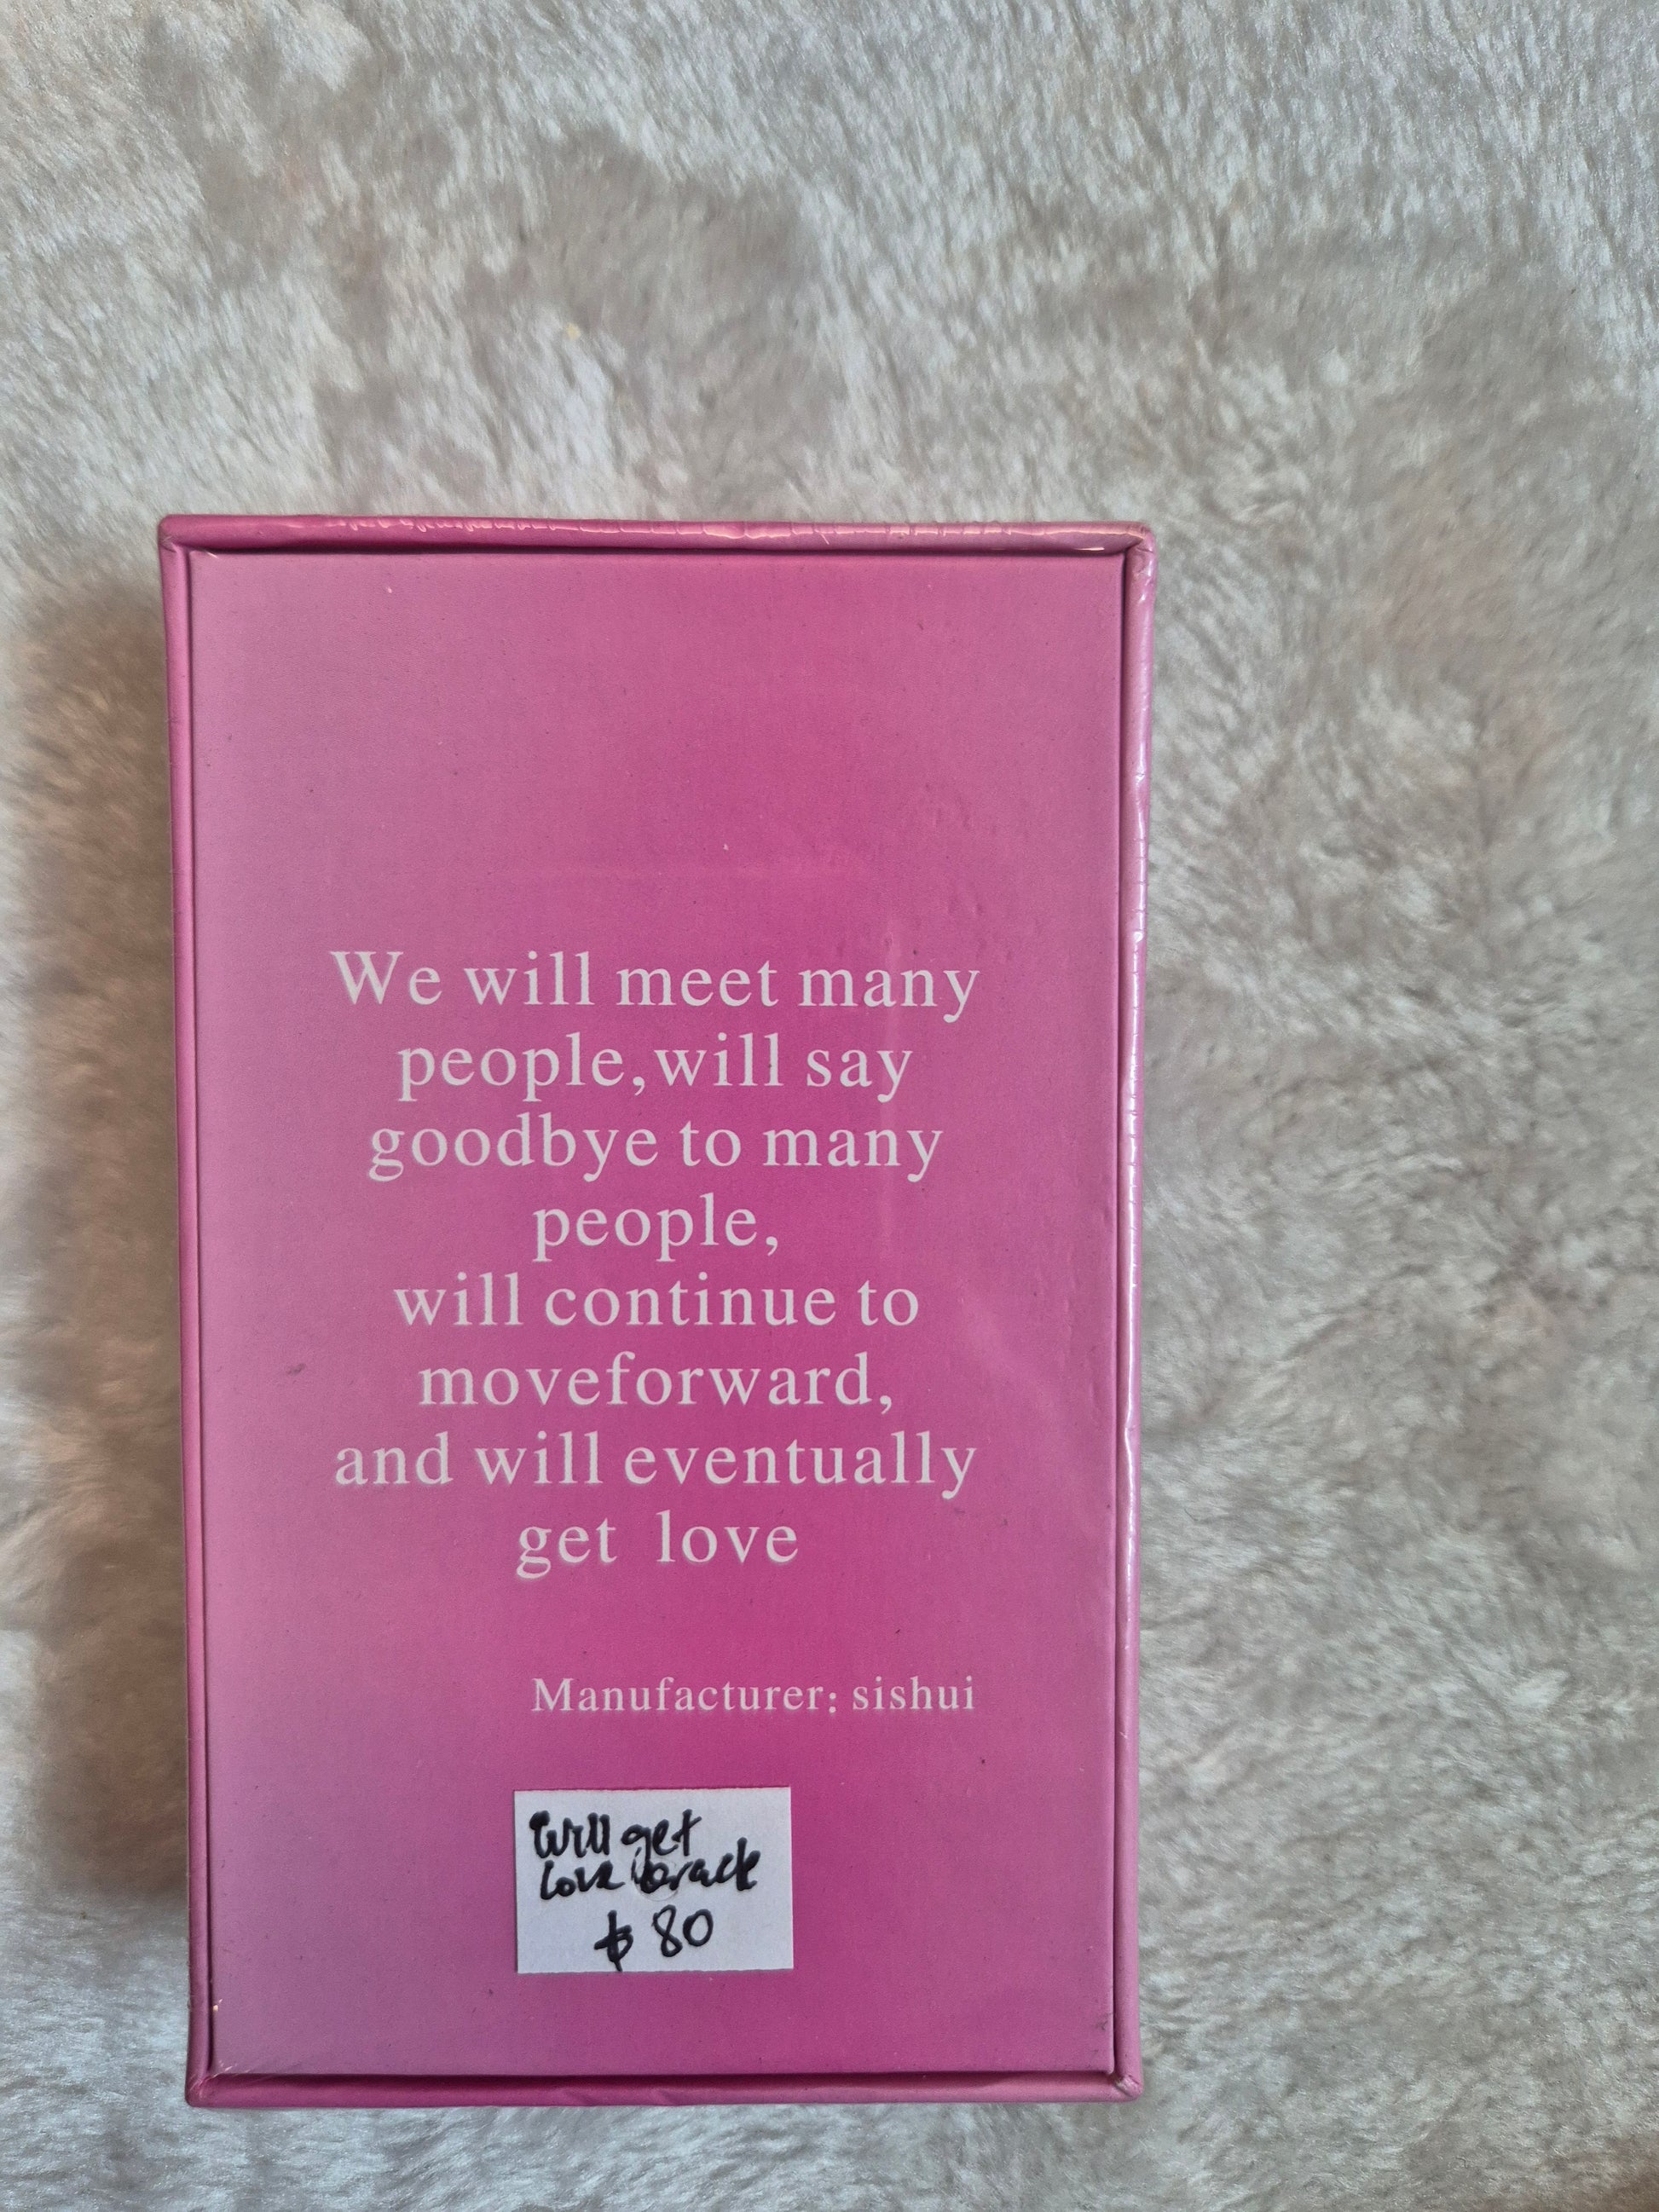 We will meet many
people,will say
goodbye to many
people,
will continue to
moveforward,
and will eventually
get love
Manufacturer: sishui
Will get
love oracle
$ 80